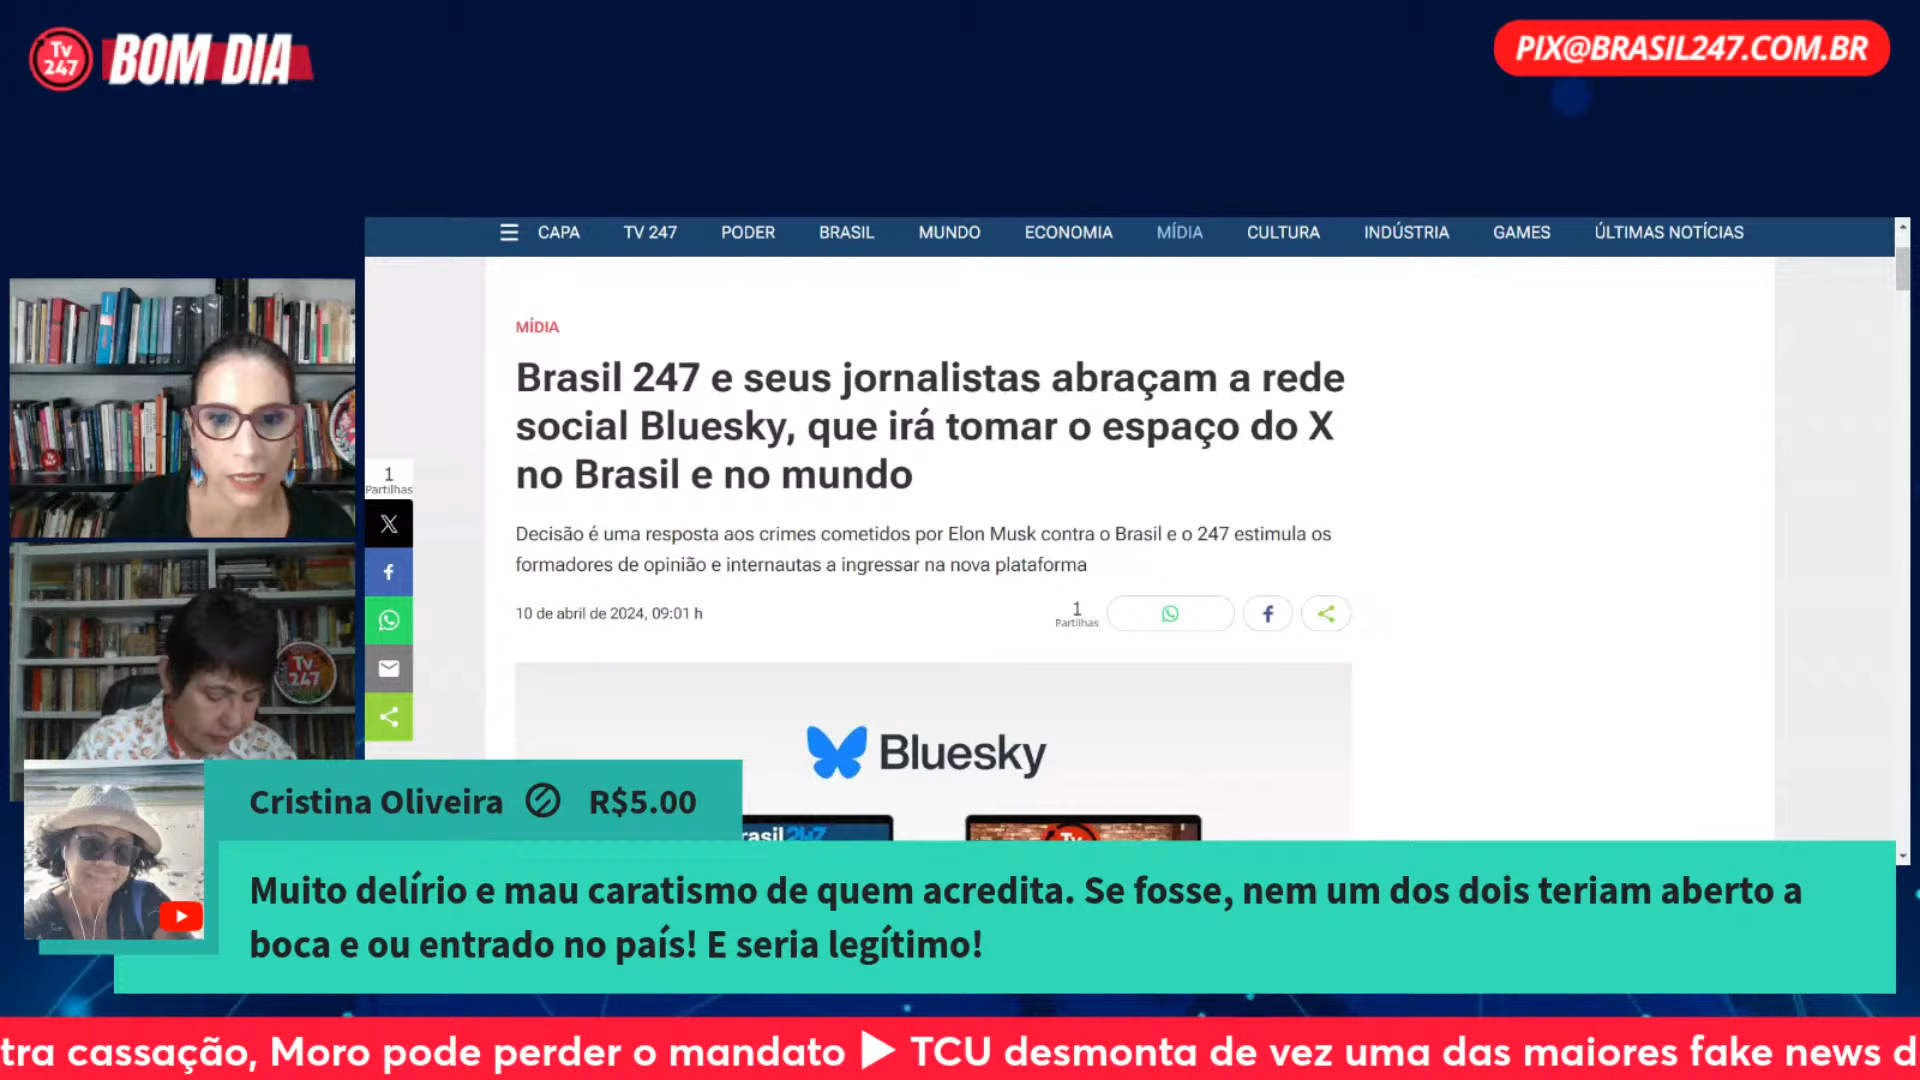 Tv
247
BOM DIA
PIX@BRASIL247.COM.BR
CAPA TV 247 PODER BRASIL MUNDO ECONOMIA MÍDIA CULTURA INDÚSTRIA GAMES ÚLTIMAS NOTÍCIAS
MÍDIA
Brasil 247 e seus jornalistas abraçam a rede
social Bluesky, que irá tomar o espaço do X
no Brasil e no mundo
1
Partilhas
Decisão é uma resposta aos crimes cometidos por Elon Musk contra o Brasil e o 247 estimula os
formadores de opinião e internautas a ingressar na nova plataforma
10 de abril de 2024, 09:01 h
1
Partilhas
Tv
247
Bluesky
rasil 247
Tv
Cristina Oliveira R$5.00
Muito delírio e mau caratismo de quem acredita. Se fosse, nem um dos dois teriam aberto a
boca e ou entrado no país! E seria legítimo!
tra cassação, Moro pode perder o mandato ▶ TCU desmonta de vez uma das maiores fake news d